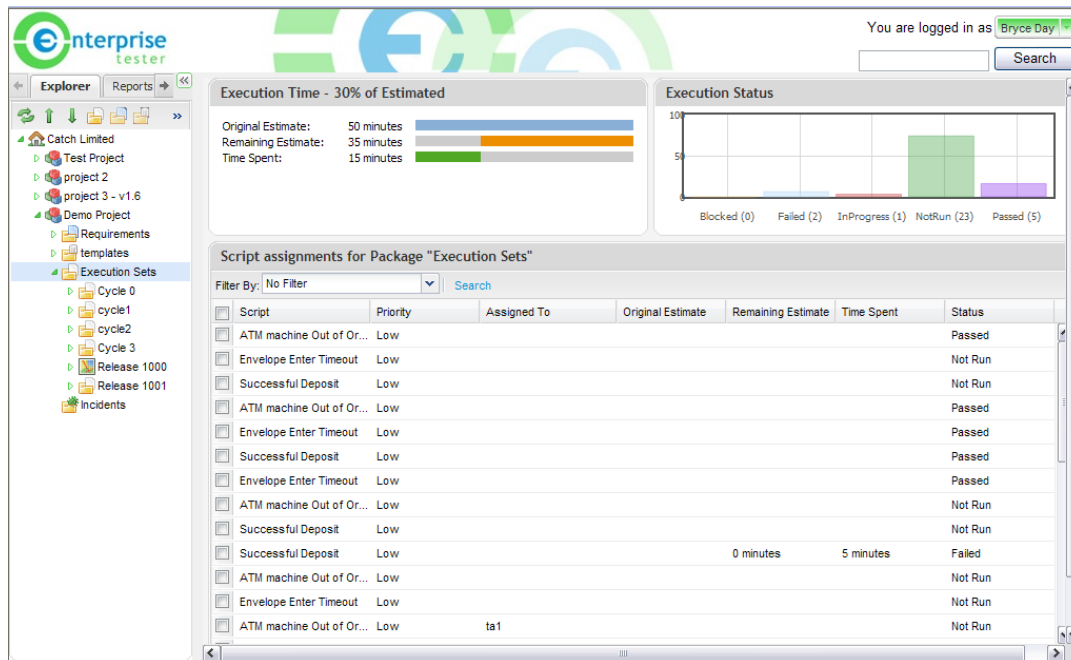 enterprise
tester
You are logged in as Bryce Day
Search
Explorer Reports
Catch Limited
Test Project
project 2
project 3 - v1.6
Demo Project
Requirements
templates
Execution Sets
Cycle 0
cycle1
cycle2
Cycle 3
Release 1000
Release 1001
Incidents
Execution Time - 30% of Estimated
Original Estimate: 50 minutes
Remaining Estimate: 35 minutes
Time Spent: 15 minutes
Execution Status
100
50
0
Blocked (0) Failed (2) InProgress (1) NotRun (23) Passed (5)
Script assignments for Package "Execution Sets"
Filter By: No Filter Search
Script Priority Assigned To Original Estimate Remaining Estimate Time Spent Status
ATM machine Out of Or... Low Passed
Envelope Enter Timeout Low Not Run
Successful Deposit Low Not Run
ATM machine Out of Or... Low Passed
Envelope Enter Timeout Low Passed
Successful Deposit Low Passed
Envelope Enter Timeout Low Passed
ATM machine Out of Or... Low Not Run
Successful Deposit Low Not Run
Successful Deposit Low 0 minutes 5 minutes Failed
ATM machine Out of Or... Low Not Run
Envelope Enter Timeout Low Not Run
ATM machine Out of Or... Low ta1 Not Run